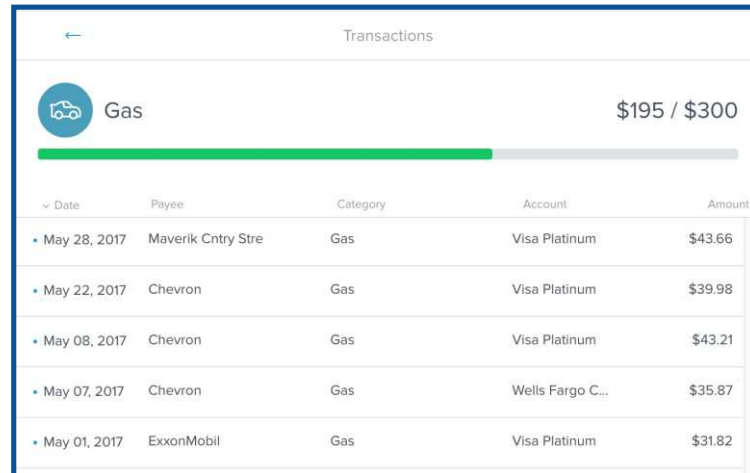 ← Transactions
Gas $195 / $300
Date Payee Category Account Amount
• May 28, 2017 Maverik Cntry Stre Gas Visa Platinum $43.66
• May 22, 2017 Chevron Gas Visa Platinum $39.98
• May 08, 2017 Chevron Gas Visa Platinum $43.21
• May 07, 2017 Chevron Gas Wells Fargo C... $35.87
• May 01, 2017 ExxonMobil Gas Visa Platinum $31.82